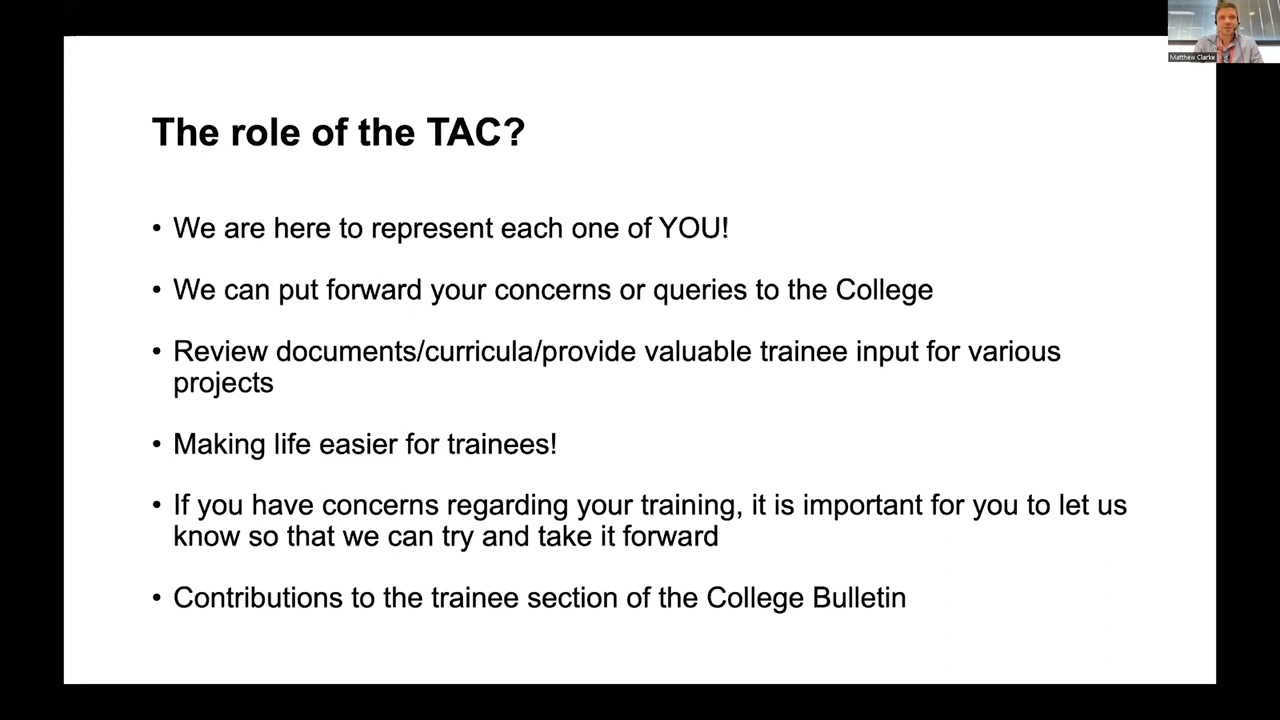 Matthew Clarke
The role of the TAC?
• We are here to represent each one of YOU!
• We can put forward your concerns or queries to the College
• Review documents/curricula/provide valuable trainee input for various
projects
• Making life easier for trainees!
• If you have concerns regarding your training, it is important for you to let us
know so that we can try and take it forward
• Contributions to the trainee section of the College Bulletin